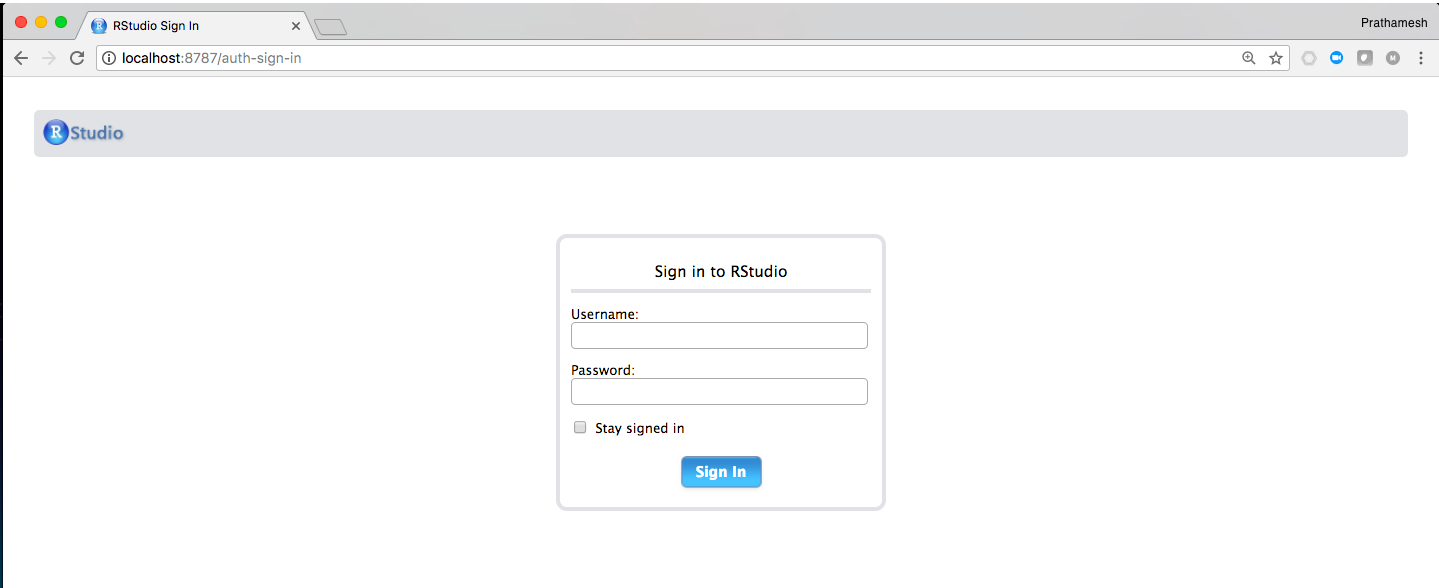 RStudio Sign In
Prathamesh
localhost:8787/auth-sign-in
R Studio
Sign in to RStudio
Username:
Password:
Stay signed in
Sign In